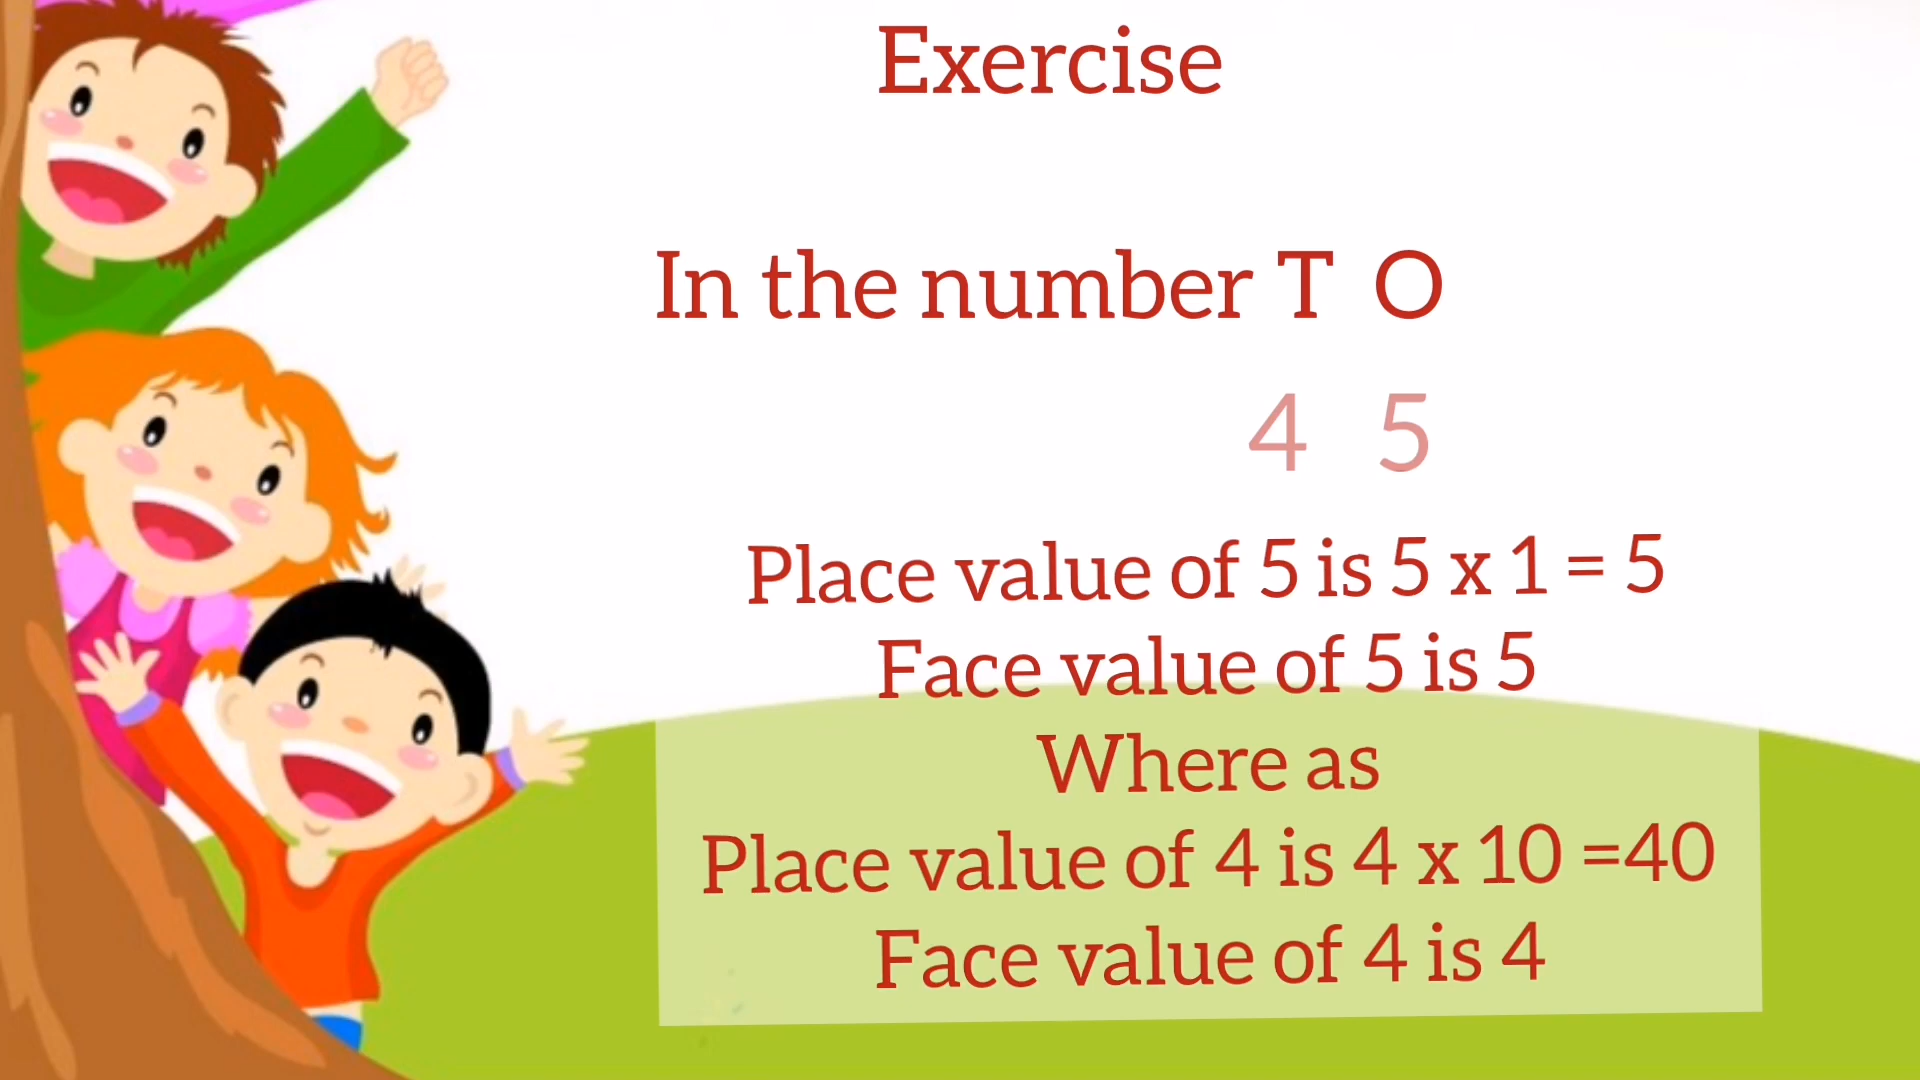 Exercise
In the number T O
4 5
Place value of 5 is 5 x 1 = 5
Face value of 5 is 5
Where as
Place value of 4 is 4 x 10 =40
Face value of 4 is 4